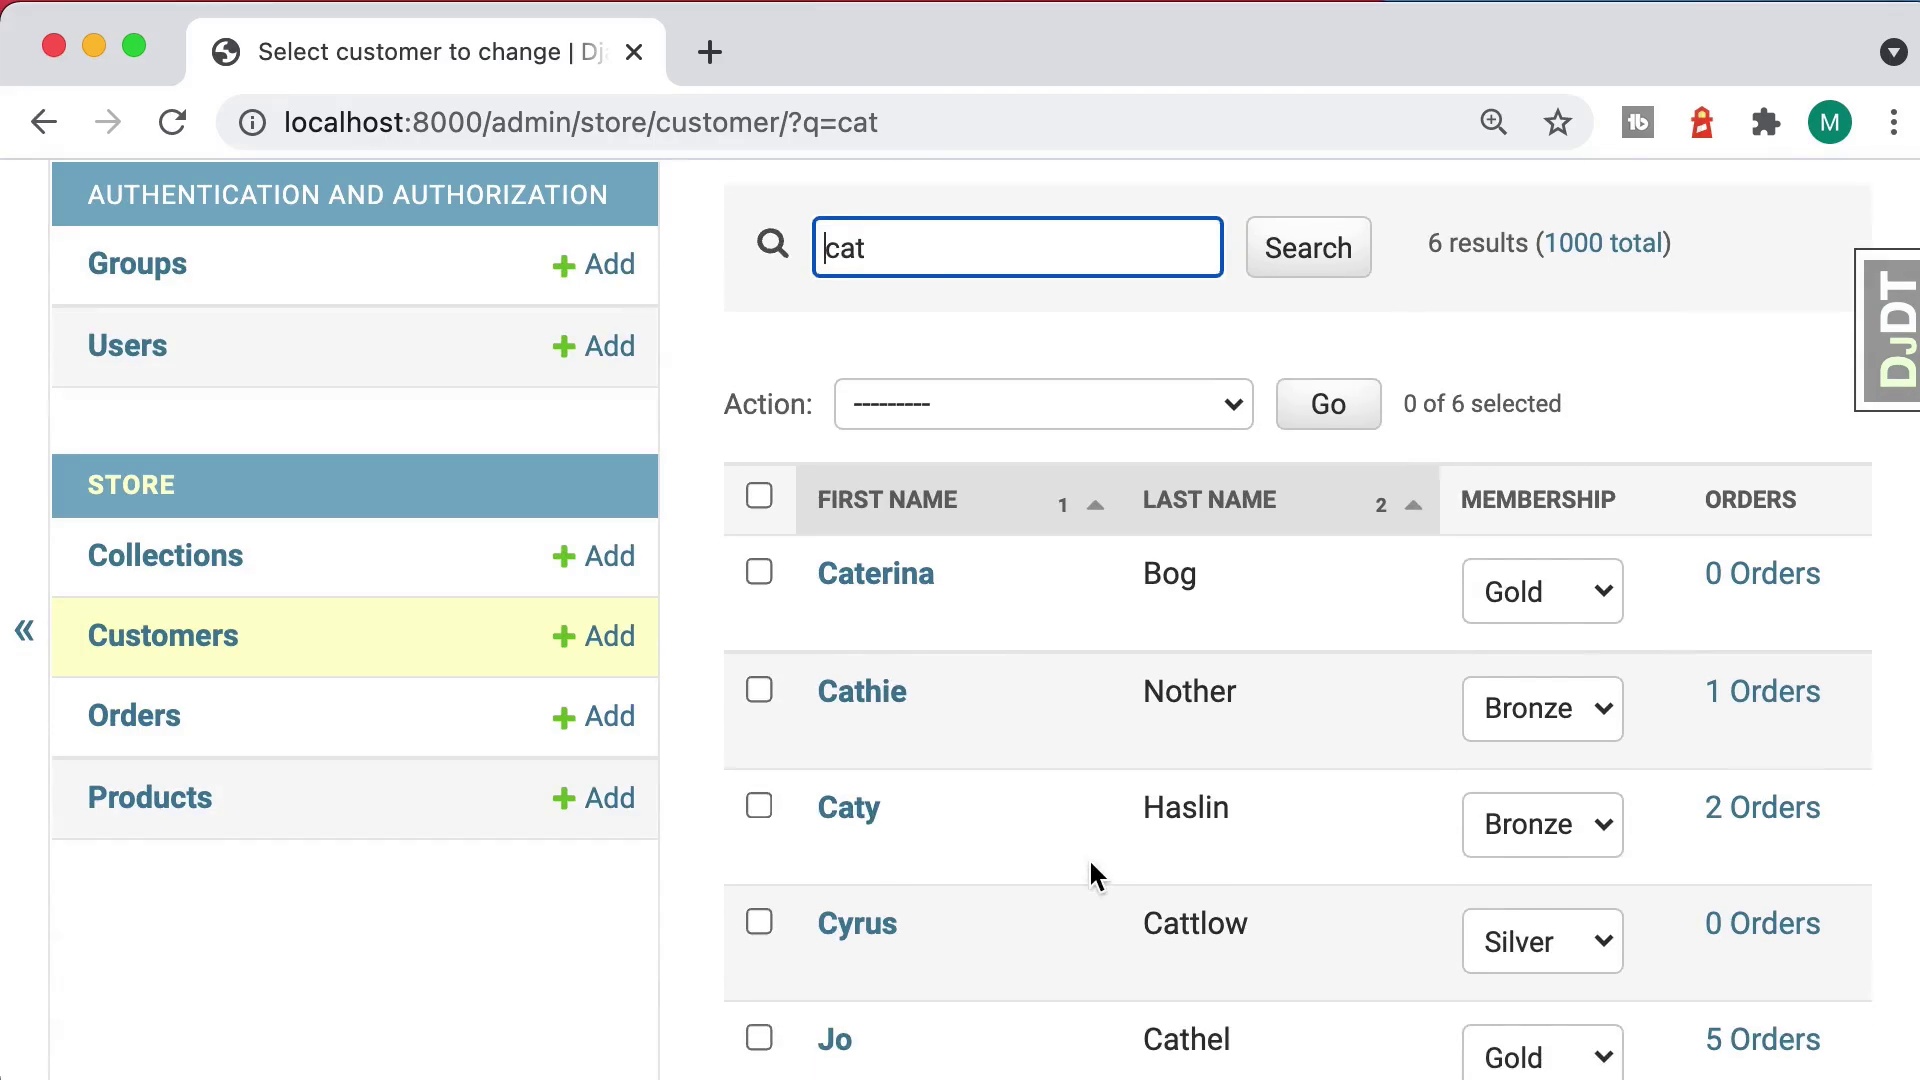 Select customer to change | Dj
localhost:8000/admin/store/customer/?q=cat
M
AUTHENTICATION AND AUTHORIZATION
Groups Add
Users Add
STORE
Collections Add
Customers Add
Orders Add
Products Add
«
cat Search 6 results (1000 total)
Action: --------- Go 0 of 6 selected
FIRST NAME 1 LAST NAME 2 MEMBERSHIP ORDERS
Caterina Bog Gold 0 Orders
Cathie Nother Bronze 1 Orders
Caty Haslin Bronze 2 Orders
Cyrus Cattlow Silver 0 Orders
Jo Cathel Gold 5 Orders
DJDT